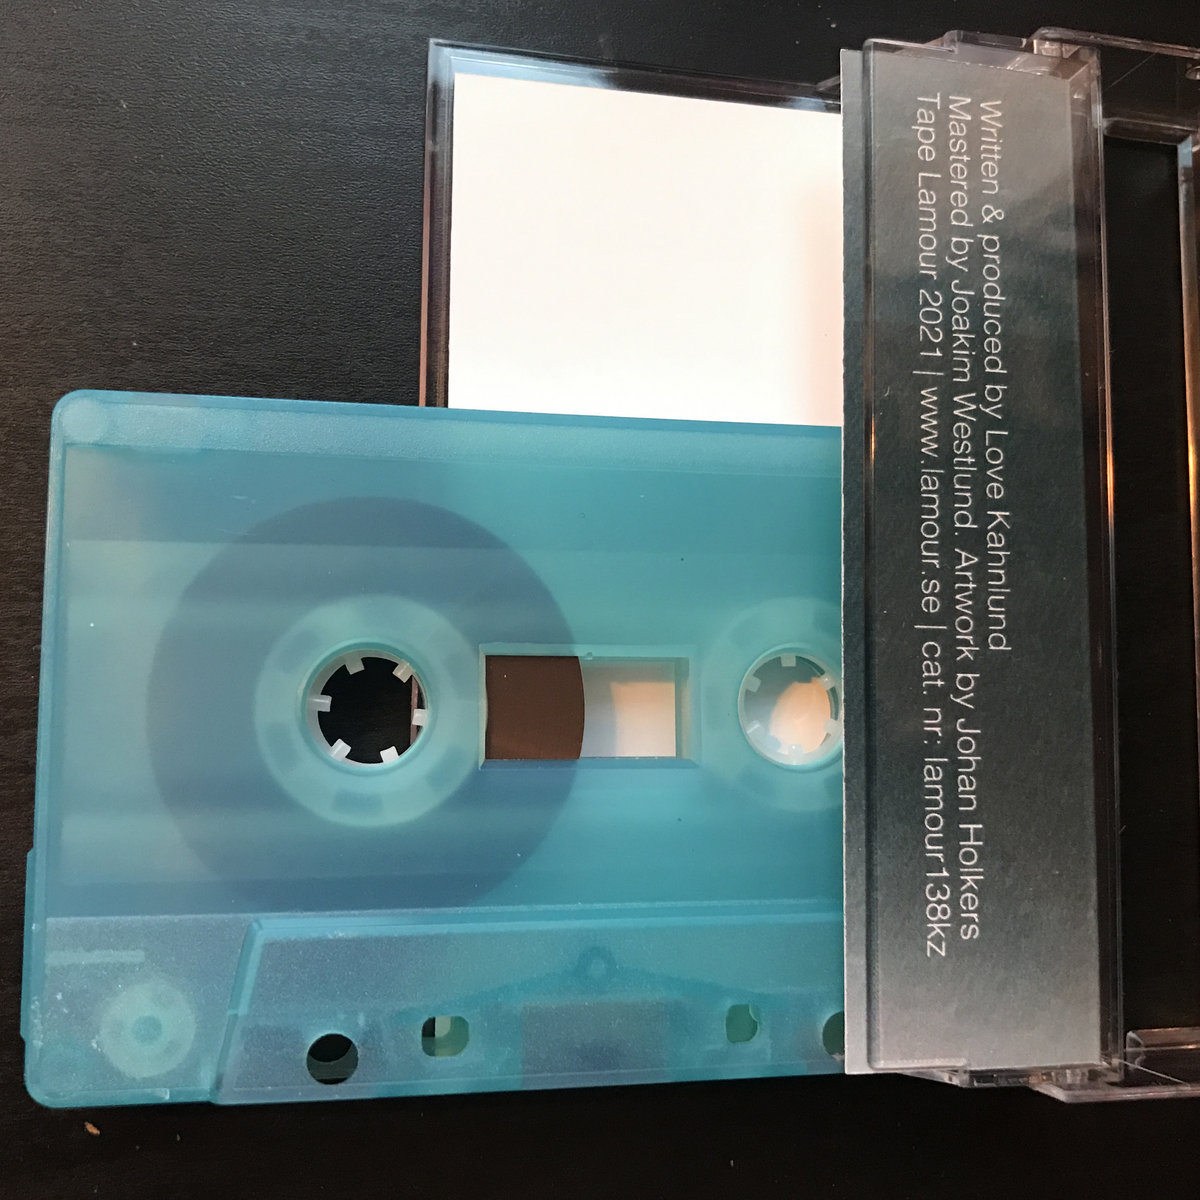 Written & produced by Love Kahnlund
Mastered by Joakim Westlund. Artwork by Johan Holkers
Tape Lamour 2021 | www.lamour.se | cat. nr: lamour138kz